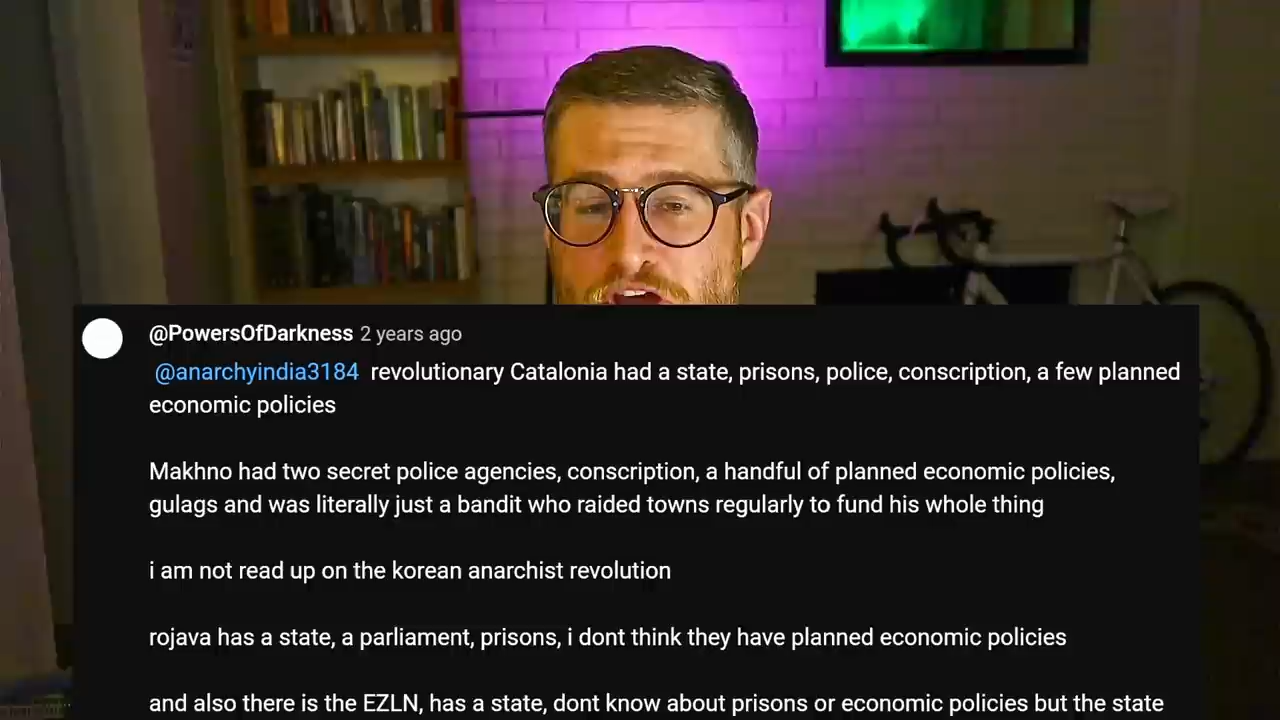 @PowersOfDarkness 2 years ago
@anarchyindia3184 revolutionary Catalonia had a state, prisons, police, conscription, a few planned
economic policies
Makhno had two secret police agencies, conscription, a handful of planned economic policies,
gulags and was literally just a bandit who raided towns regularly to fund his whole thing
i am not read up on the korean anarchist revolution
rojava has a state, a parliament, prisons, i dont think they have planned economic policies
and also there is the EZLN, has a state, dont know about prisons or economic policies but the state